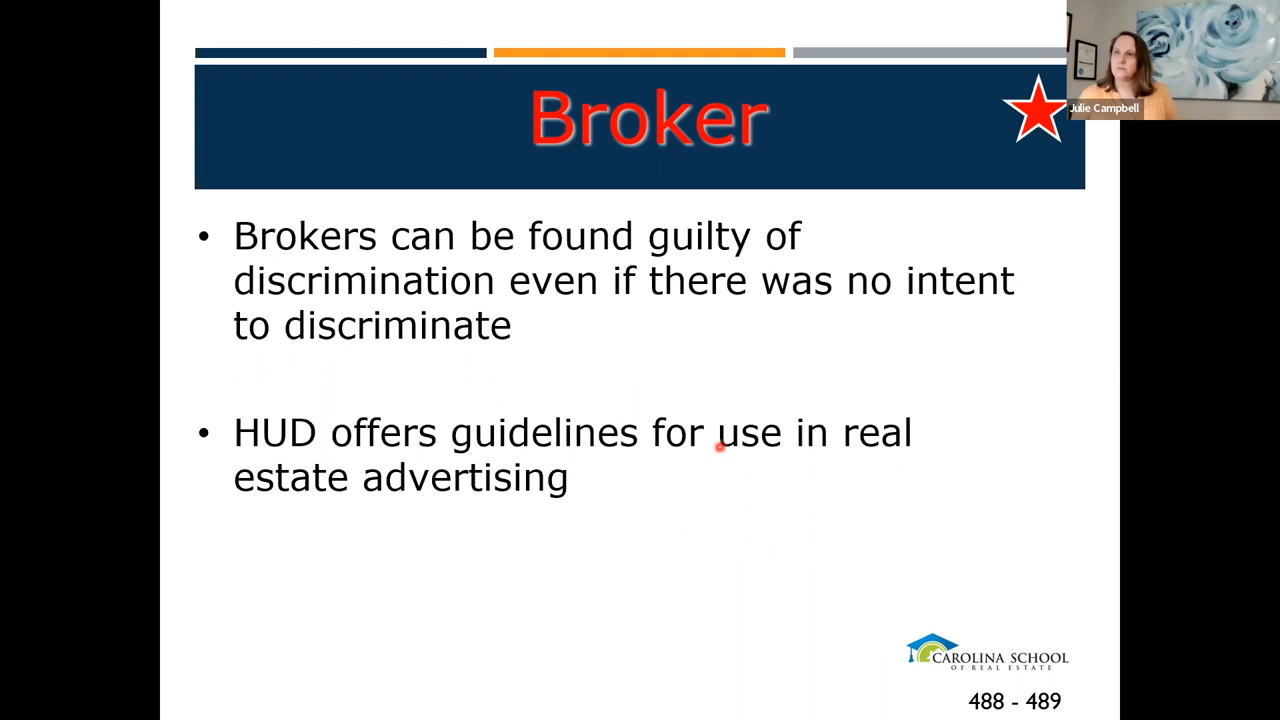 Broker
Julie Campbell
• Brokers can be found guilty of
discrimination even if there was no intent
to discriminate
• HUD offers guidelines for use in real
estate advertising
CAROLINA SCHOOL
OF REAL ESTATE
488 - 489